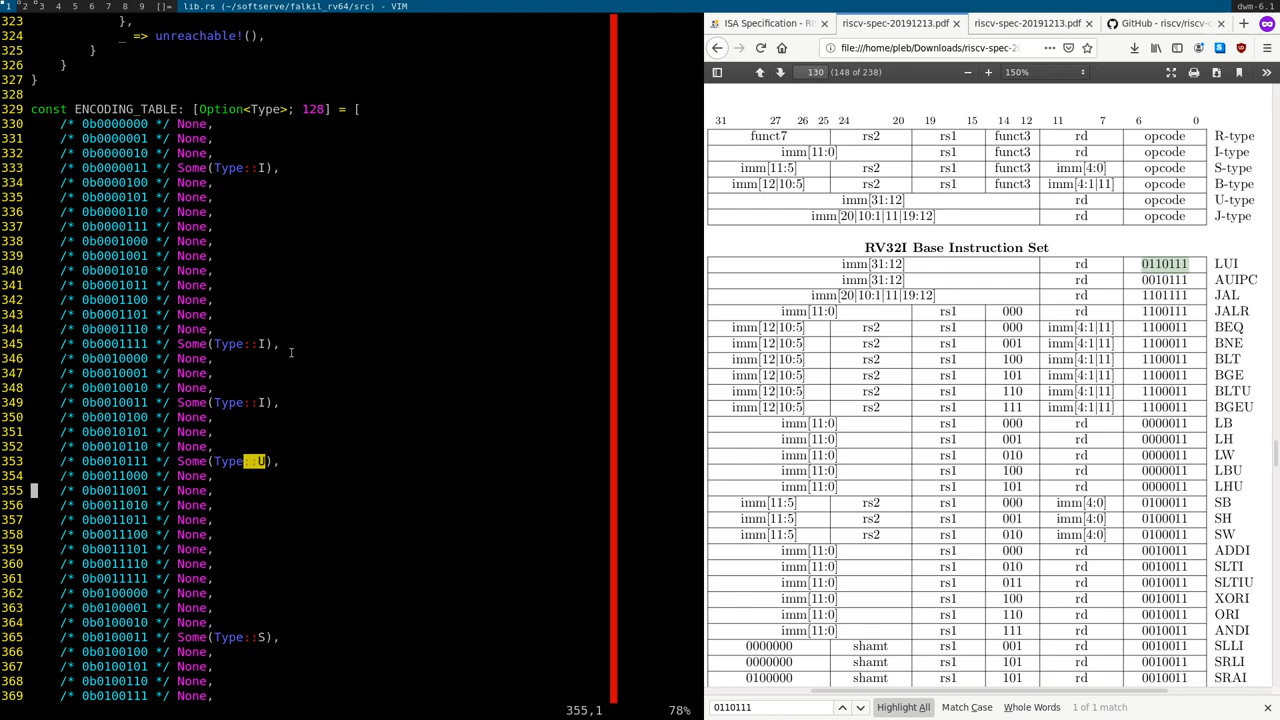 1 2 3 4 5 6 7 8 9 []= lib.rs (~/softserve/falkil_rv64/src) - VIM
dwm-6.1
323 },
324 _ => unreachable!(),
325 }
326 }
327 }
328
329 const ENCODING_TABLE: [Option<Type>; 128] = [
330 /* 0b0000000 */ None,
331 /* 0b0000001 */ None,
332 /* 0b0000010 */ None,
333 /* 0b0000011 */ Some(Type::I),
334 /* 0b0000100 */ None,
335 /* 0b0000101 */ None,
336 /* 0b0000110 */ None,
337 /* 0b0000111 */ None,
338 /* 0b0001000 */ None,
339 /* 0b0001001 */ None,
340 /* 0b0001010 */ None,
341 /* 0b0001011 */ None,
342 /* 0b0001100 */ None,
343 /* 0b0001101 */ None,
344 /* 0b0001110 */ None,
345 /* 0b0001111 */ Some(Type::I),
346 /* 0b0010000 */ None,
347 /* 0b0010001 */ None,
348 /* 0b0010010 */ None,
349 /* 0b0010011 */ Some(Type::I),
350 /* 0b0010100 */ None,
351 /* 0b0010101 */ None,
352 /* 0b0010110 */ None,
353 /* 0b0010111 */ Some(Type::U),
354 /* 0b0011000 */ None,
355 /* 0b0011001 */ None,
356 /* 0b0011010 */ None,
357 /* 0b0011011 */ None,
358 /* 0b0011100 */ None,
359 /* 0b0011101 */ None,
360 /* 0b0011110 */ None,
361 /* 0b0011111 */ None,
362 /* 0b0100000 */ None,
363 /* 0b0100001 */ None,
364 /* 0b0100010 */ None,
365 /* 0b0100011 */ Some(Type::S),
366 /* 0b0100100 */ None,
367 /* 0b0100101 */ None,
368 /* 0b0100110 */ None,
369 /* 0b0100111 */ None,
355,1 78%
ISA Specification - RIS riscv-spec-20191213.pdf riscv-spec-20191213.pdf GitHub - riscv/riscv-c
file:///home/pleb/Downloads/riscv-spec-2
130 (148 of 238) 150%
31 27 26 25 24 20 19 15 14 12 11 7 6 0
funct7 rs2 rs1 funct3 rd opcode R-type
imm[11:0] rs1 funct3 rd opcode I-type
imm[11:5] rs2 rs1 funct3 imm[4:0] opcode S-type
imm[12|10:5] rs2 rs1 funct3 imm[4:1|11] opcode B-type
imm[31:12] rd opcode U-type
imm[20|10:1|11|19:12] rd opcode J-type
RV32I Base Instruction Set
imm[31:12] rd 0110111 LUI
imm[31:12] rd 0010111 AUIPC
imm[20|10:1|11|19:12] rd 1101111 JAL
imm[11:0] rs1 000 rd 1100111 JALR
imm[12|10:5] rs2 rs1 000 imm[4:1|11] 1100011 BEQ
imm[12|10:5] rs2 rs1 001 imm[4:1|11] 1100011 BNE
imm[12|10:5] rs2 rs1 100 imm[4:1|11] 1100011 BLT
imm[12|10:5] rs2 rs1 101 imm[4:1|11] 1100011 BGE
imm[12|10:5] rs2 rs1 110 imm[4:1|11] 1100011 BLTU
imm[12|10:5] rs2 rs1 111 imm[4:1|11] 1100011 BGEU
imm[11:0] rs1 000 rd 0000011 LB
imm[11:0] rs1 001 rd 0000011 LH
imm[11:0] rs1 010 rd 0000011 LW
imm[11:0] rs1 100 rd 0000011 LBU
imm[11:0] rs1 101 rd 0000011 LHU
imm[11:5] rs2 rs1 000 imm[4:0] 0100011 SB
imm[11:5] rs2 rs1 001 imm[4:0] 0100011 SH
imm[11:5] rs2 rs1 010 imm[4:0] 0100011 SW
imm[11:0] rs1 000 rd 0010011 ADDI
imm[11:0] rs1 010 rd 0010011 SLTI
imm[11:0] rs1 011 rd 0010011 SLTIU
imm[11:0] rs1 100 rd 0010011 XORI
imm[11:0] rs1 110 rd 0010011 ORI
imm[11:0] rs1 111 rd 0010011 ANDI
0000000 shamt rs1 001 rd 0010011 SLLI
0000000 shamt rs1 101 rd 0010011 SRLI
0100000 shamt rs1 101 rd 0010011 SRAI
0110111 Highlight All Match Case Whole Words 1 of 1 match